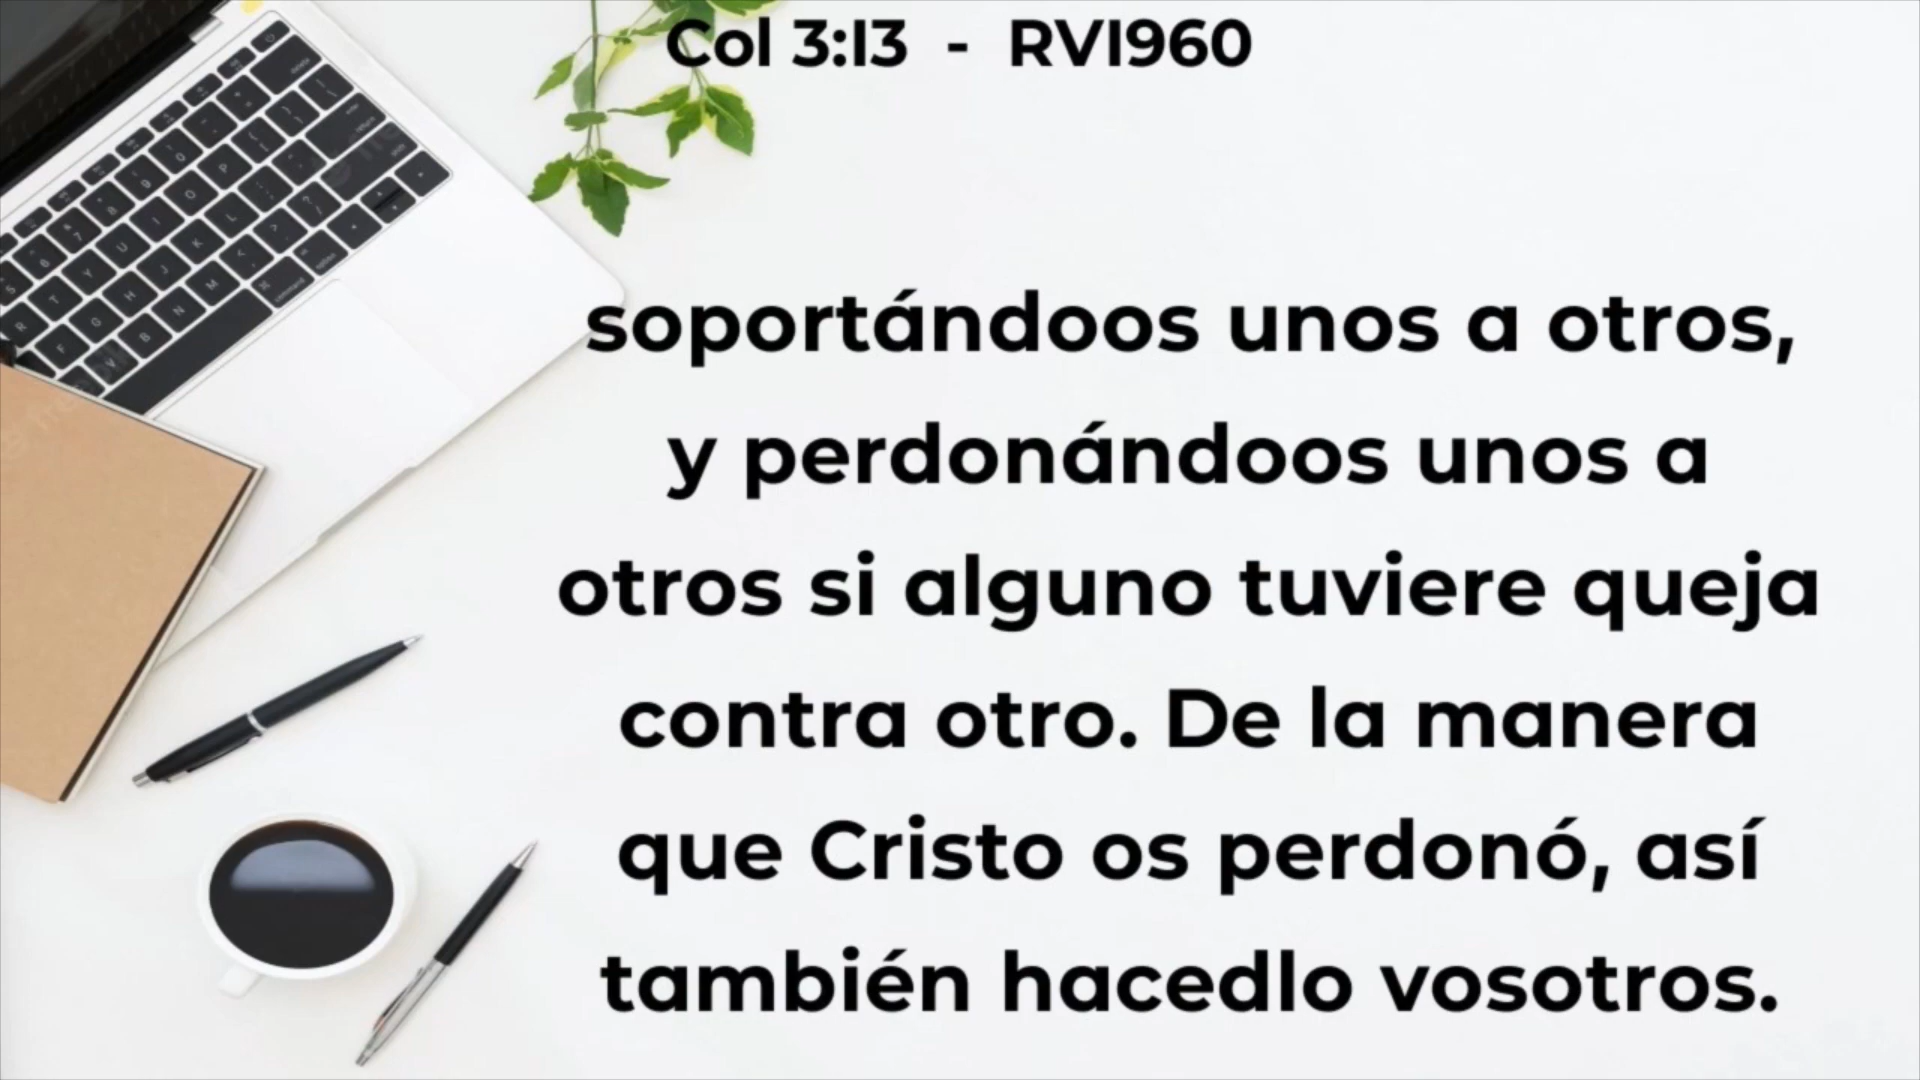 Col 3:13 - RV1960
soportándoos unos a otros,
y perdonándoos unos a
otros si alguno tuviere queja
contra otro. De la manera
que Cristo os perdonó, así
también hacedlo vosotros.